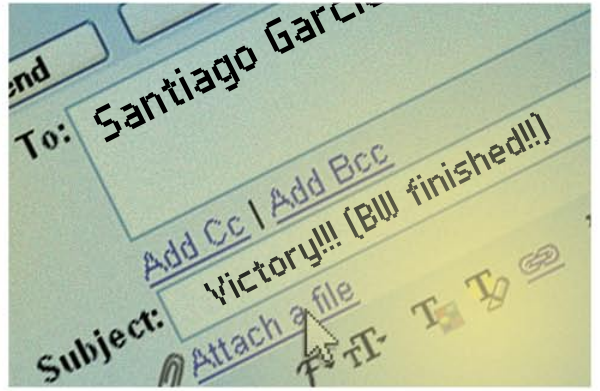 end
To: Santiago Garci
Add Cc | Add Bcc
Subject: Victory!!! (BW finished!!)
Attach a file